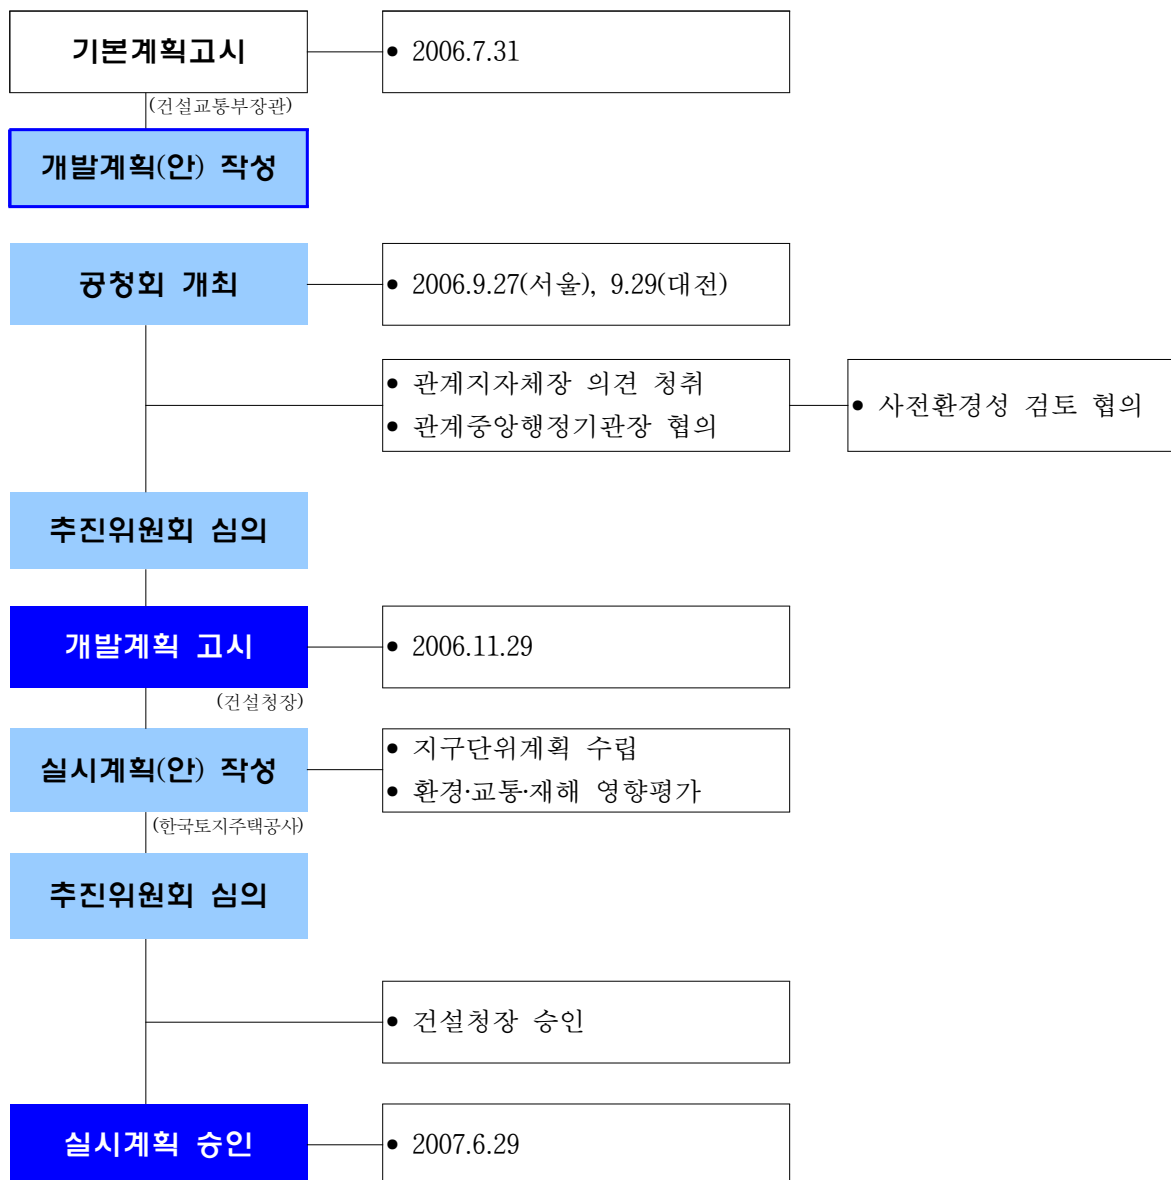 기본계획고시
• 2006.7.31
(건설교통부장관)
개발계획(안) 작성
공청회 개최
• 2006.9.27(서울), 9.29(대전)
• 관계지자체장 의견 청취
• 관계중앙행정기관장 협의
• 사전환경성 검토 협의
추진위원회 심의
개발계획 고시
• 2006.11.29
(건설청장)
실시계획(안) 작성
• 지구단위계획 수립
• 환경·교통·재해 영향평가
(한국토지주택공사)
추진위원회 심의
• 건설청장 승인
실시계획 승인
• 2007.6.29